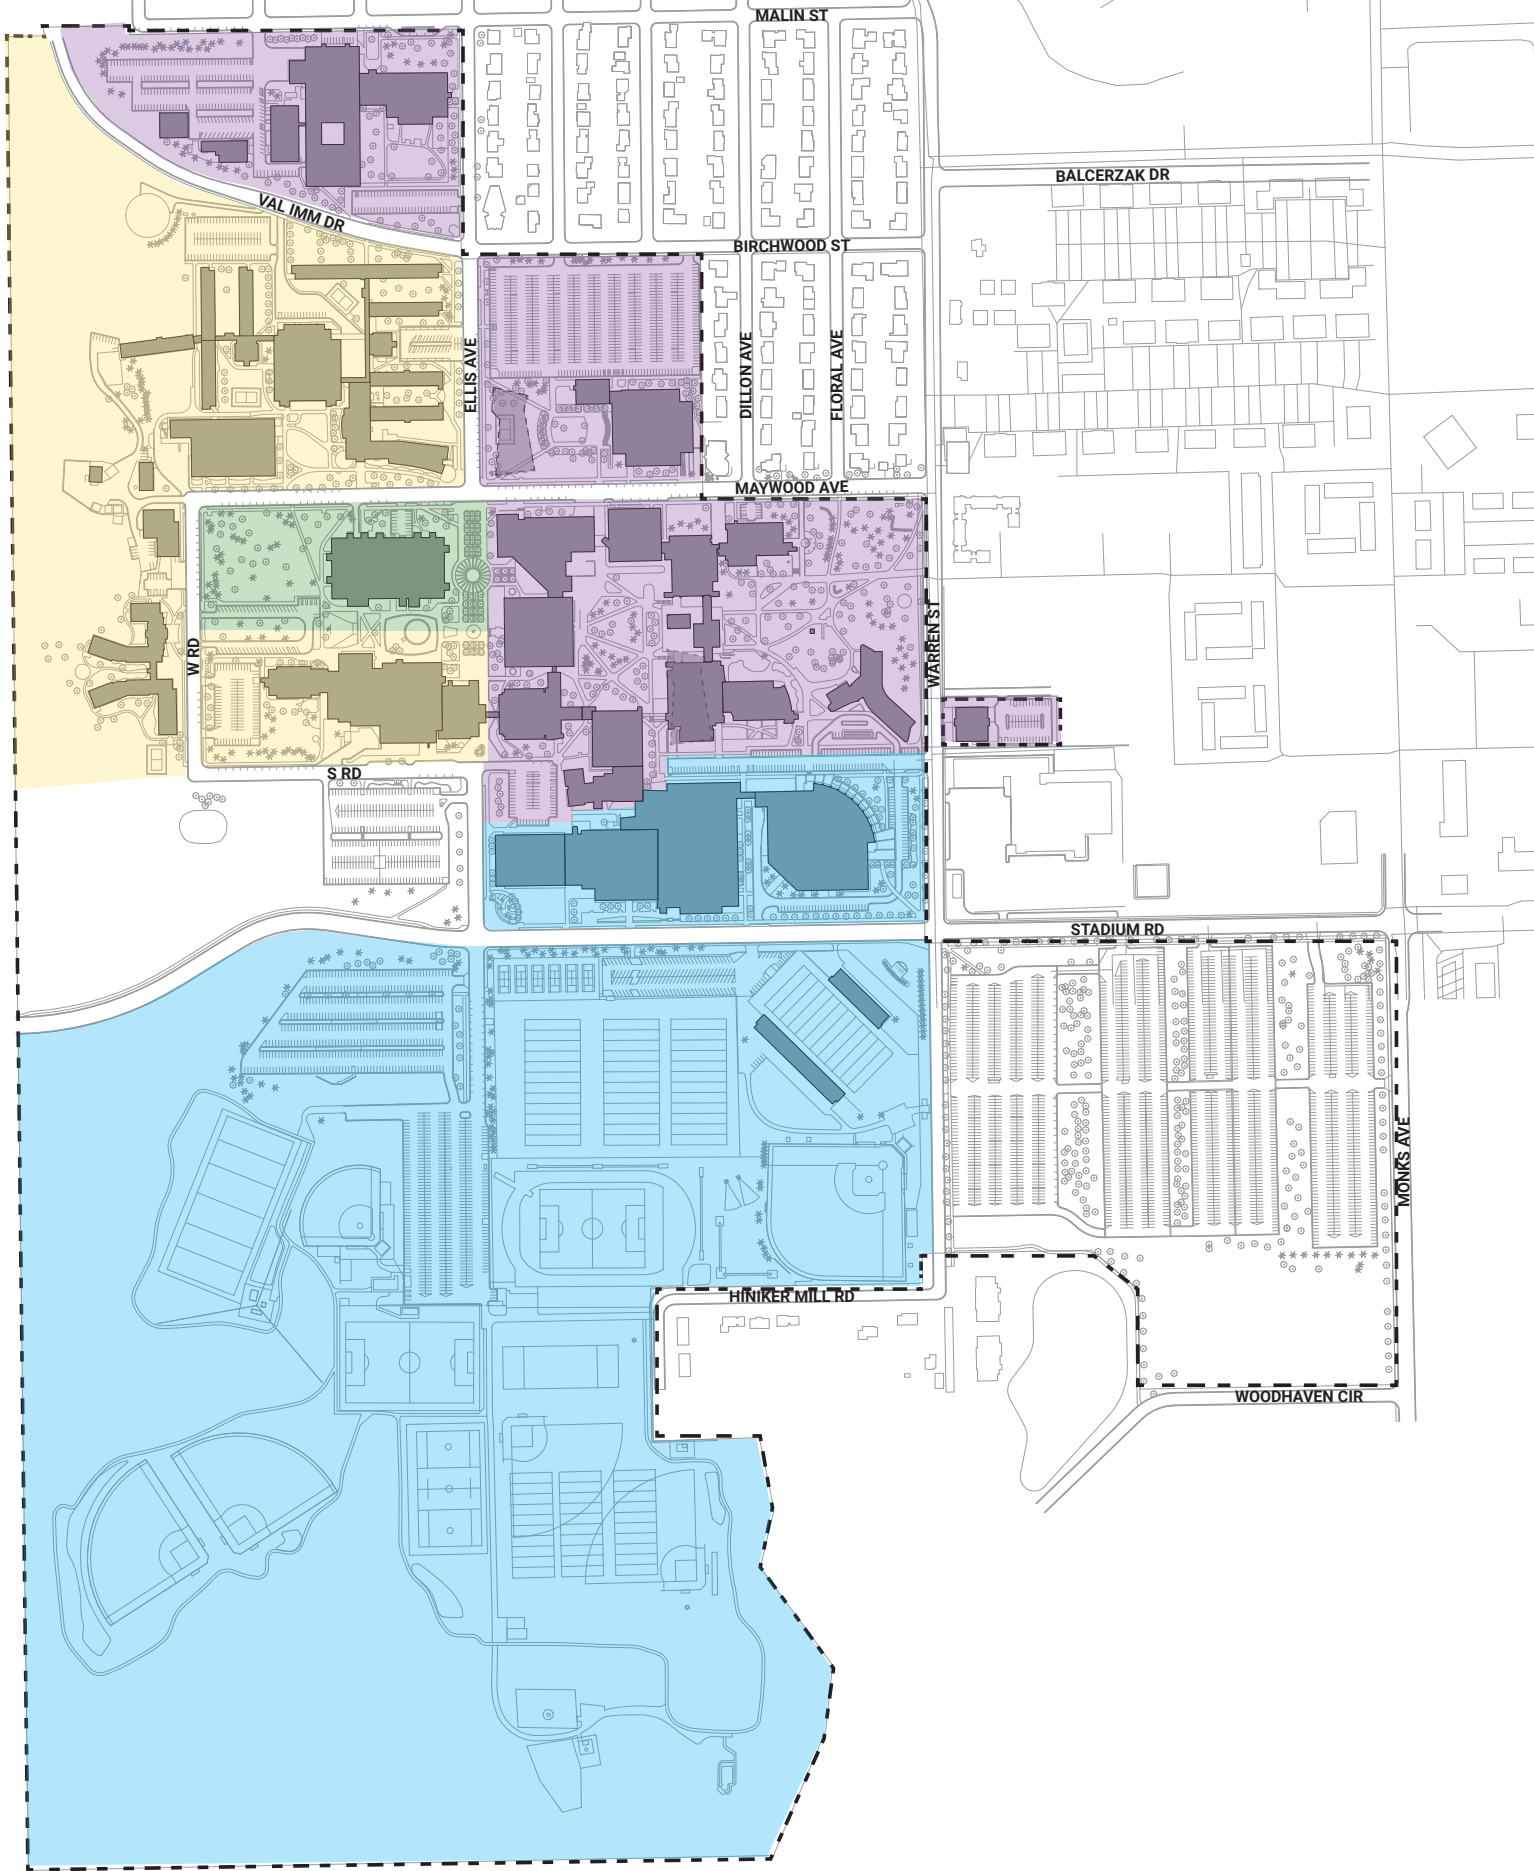 MALIN ST
BALCERZAK DR
VAL IMM DR
BIRCHWOOD ST
ELLIS AVE
DILLON AVE
FLORAL AVE
MAYWOOD AVE
WARREN ST
W RD
S RD
STADIUM RD
MONKS AVE
HINIKER MILL RD
WOODHAVEN CIR